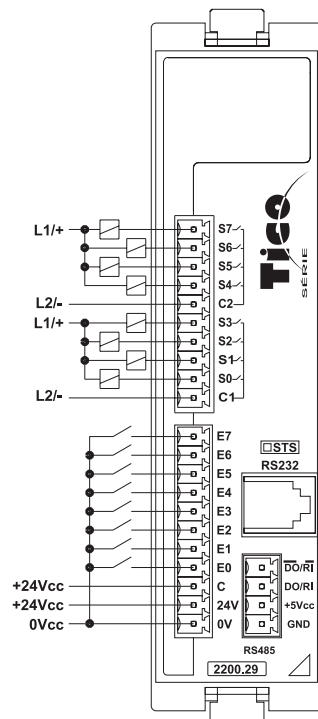 L1/+
L2/-
L1/+
L2/-
+24Vcc
+24Vcc
0Vcc
S7
S6
S5
S4
C2
S3
S2
S1
S0
C1
E7
E6
E5
E4
E3
E2
E1
E0
C
24V
0V
Tico
SÉRIE
STS
RS232
DO/RI
DO/RI
+5Vcc
GND
RS485
2200.29